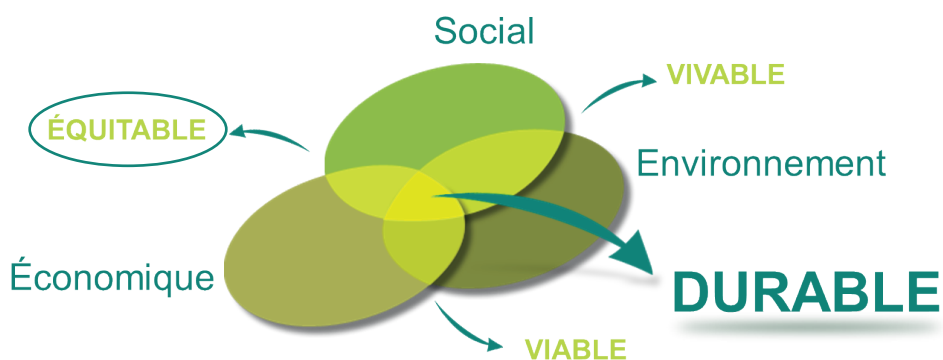 Social
VIVABLE
ÉQUITABLE
Environnement
Économique
DURABLE
VIABLE